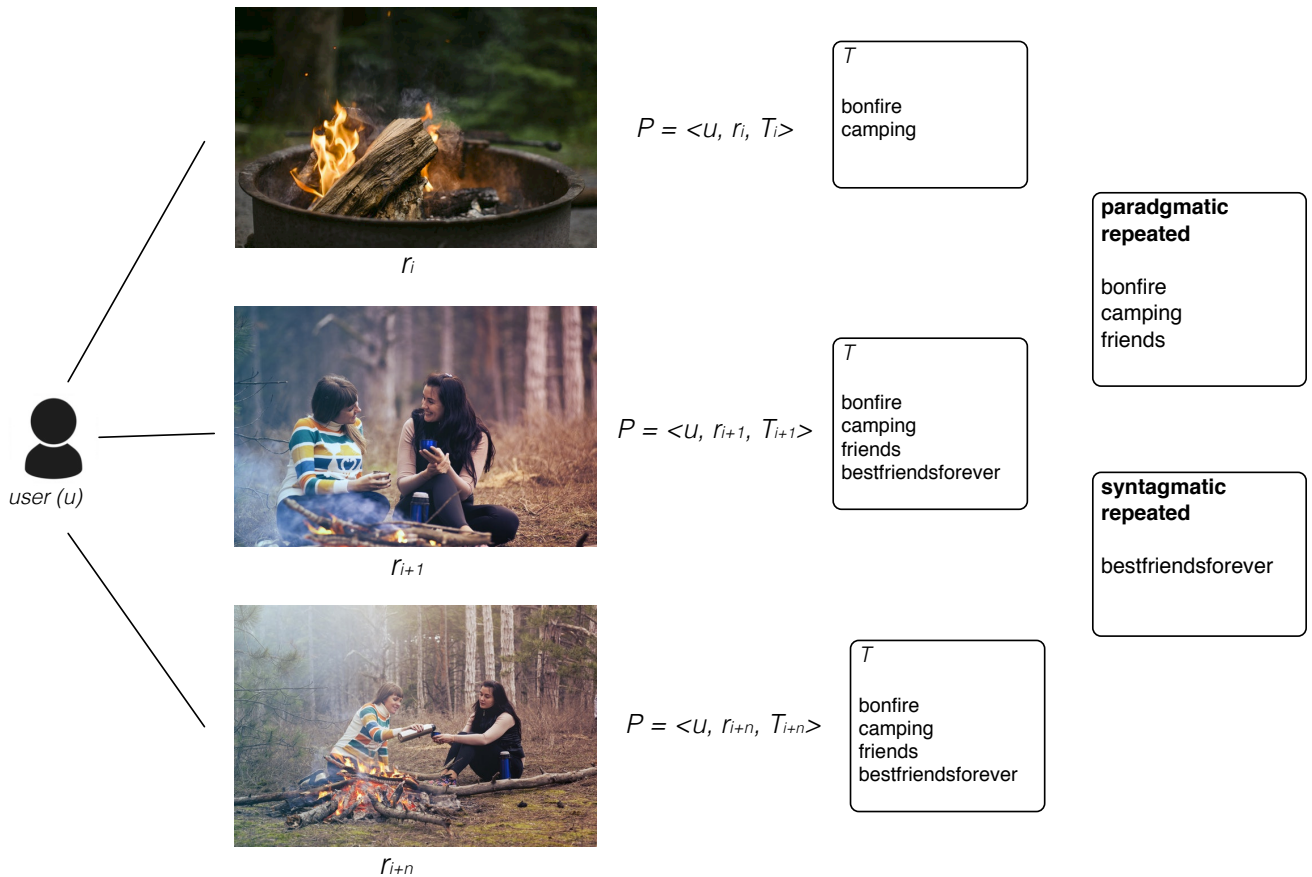 T
bonfire
camping
P = <u, rᵢ, Tᵢ>
rᵢ
paradgmatic
repeated
bonfire
camping
friends
T
bonfire
camping
friends
bestfriendsforever
P = <u, rᵢ₊₁, Tᵢ₊₁>
user (u)
rᵢ₊₁
syntagmatic
repeated
bestfriendsforever
T
bonfire
camping
friends
bestfriendsforever
P = <u, rᵢ₊ₙ, Tᵢ₊ₙ>
rᵢ₊ₙ